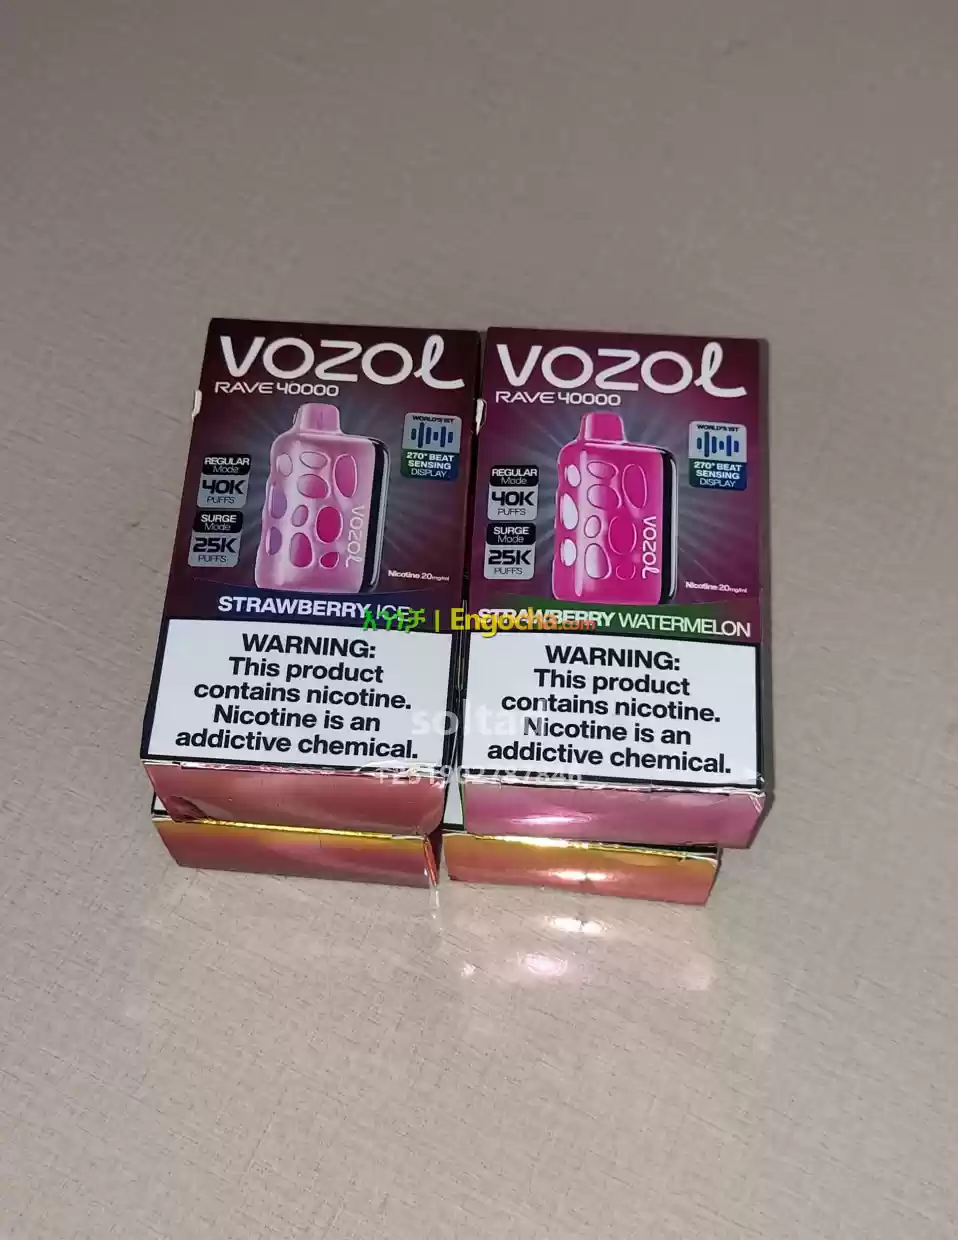 VOZOL
RAVE 40000
WORLD'S 1ST
270° BEAT
SENSING
DISPLAY
REGULAR
Mode
40K
PUFFS
SURGE
Mode
25K
PUFFS
VOZOL
Nicotine 20mg/ml
STRAWBERRY ICE
WARNING:
This product
contains nicotine.
Nicotine is an
addictive chemical.
VOZOL
RAVE 40000
WORLD'S 1ST
270° BEAT
SENSING
DISPLAY
REGULAR
Mode
40K
PUFFS
SURGE
Mode
25K
PUFFS
VOZOL
Nicotine 20mg/ml
STRAWBERRY WATERMELON
WARNING:
This product
contains nicotine.
Nicotine is an
addictive chemical.
እንጎቻ | Engocha.com